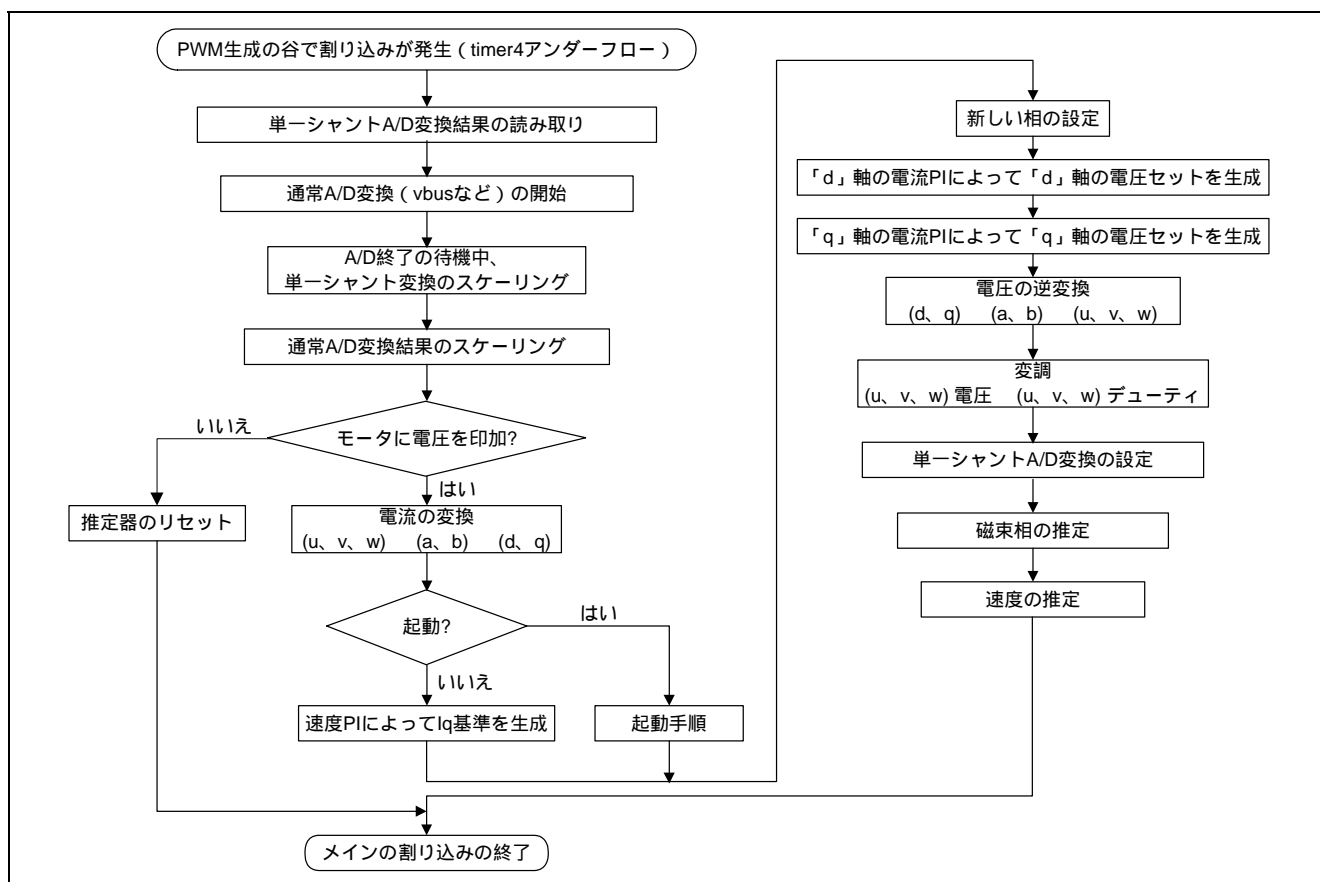 PWM生成の谷で割り込みが発生（timer4アンダーフロー）
単一シャントA/D変換結果の読み取り
通常A/D変換（vbusなど）の開始
A/D終了の待機中、
単一シャント変換のスケーリング
通常A/D変換結果のスケーリング
モータに電圧を印加?
いいえ
はい
推定器のリセット
電流の変換
(u、v、w) (a、b) (d、q)
起動?
はい
いいえ
速度PIによってIq基準を生成
起動手順
新しい相の設定
「d」軸の電流PIによって「d」軸の電圧セットを生成
「q」軸の電流PIによって「q」軸の電圧セットを生成
電圧の逆変換
(d、q) (a、b) (u、v、w)
変調
(u、v、w) 電圧 (u、v、w) デューティ
単一シャントA/D変換の設定
磁束相の推定
速度の推定
メインの割り込みの終了